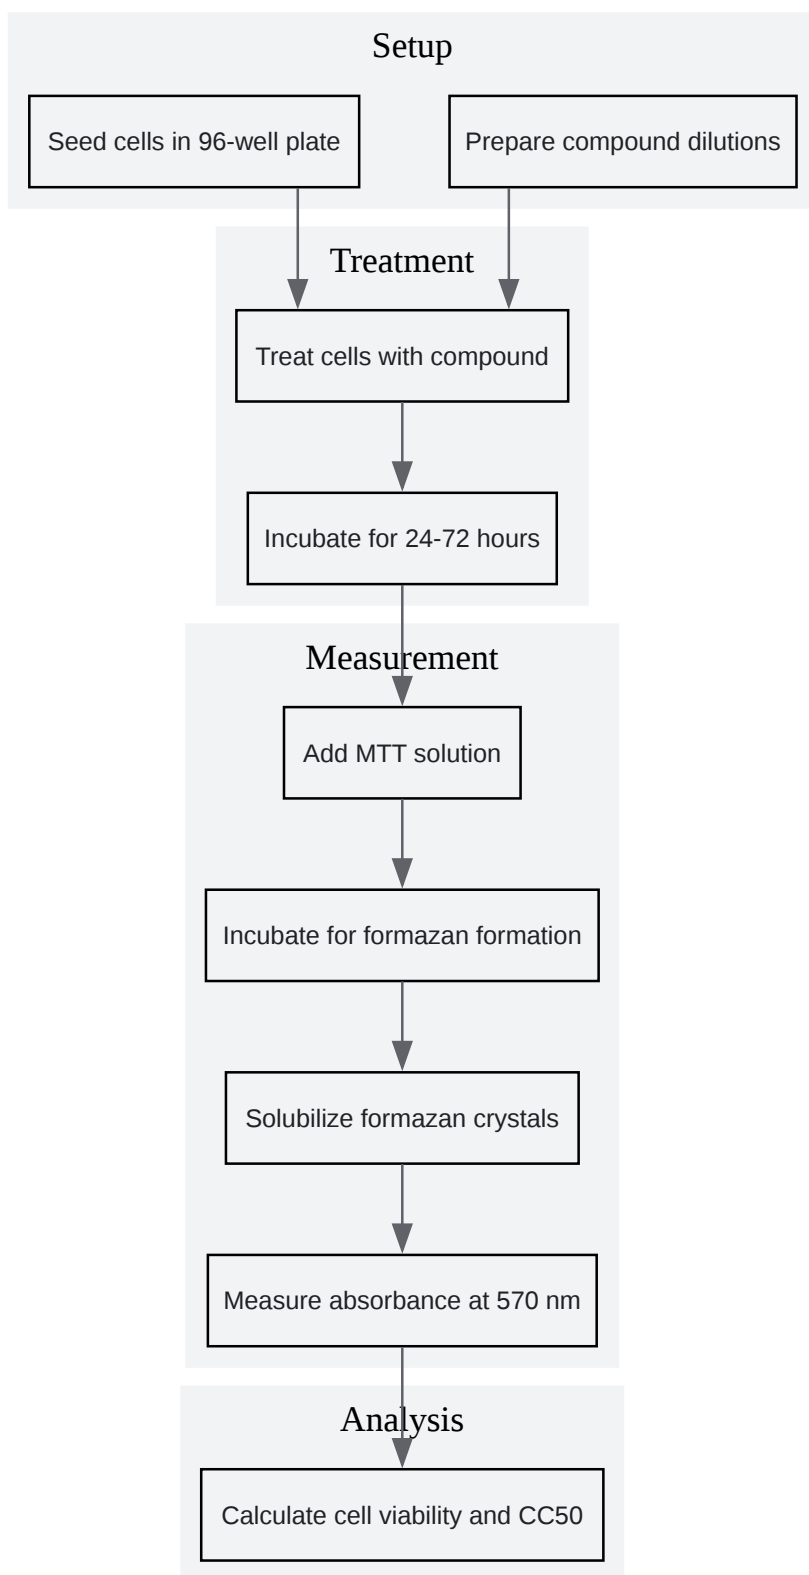 Setup
Seed cells in 96-well plate
Prepare compound dilutions
Treatment
Treat cells with compound
Incubate for 24-72 hours
Measurement
Add MTT solution
Incubate for formazan formation
Solubilize formazan crystals
Measure absorbance at 570 nm
Analysis
Calculate cell viability and CC50